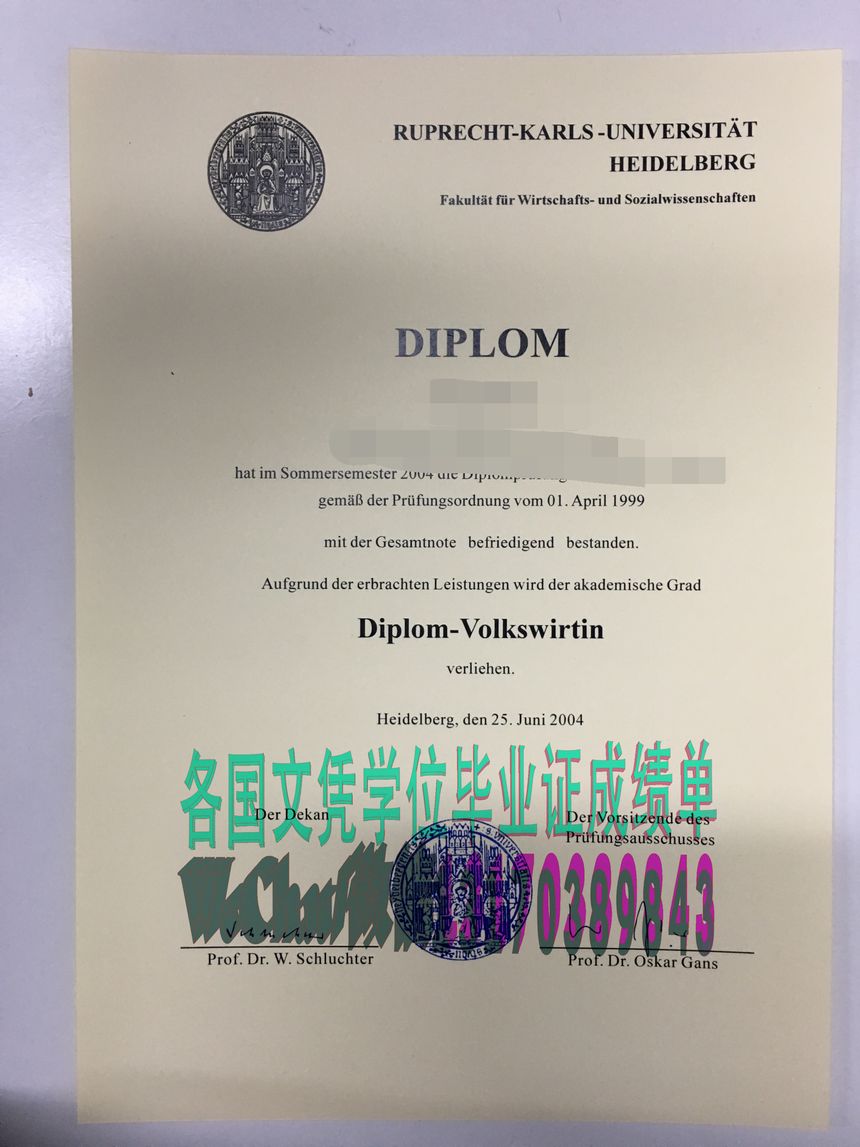 RUPRECHT-KARLS -UNIVERSITÄT
HEIDELBERG
Fakultät für Wirtschafts- und Sozialwissenschaften
DIPLOM
hat im Sommersemester 2004 die
gemäß der Prüfungsordnung vom 01. April 1999
mit der Gesamtnote befriedigend bestanden.
Aufgrund der erbrachten Leistungen wird der akademische Grad
Diplom-Volkswirtin
verliehen.
Heidelberg, den 25. Juni 2004
各国文凭学位毕业证成绩单
Der Dekan
Der Vorsitzende des
Prüfungsausschusses
70389843
Prof. Dr. W. Schluchter
Prof. Dr. Oskar Gans